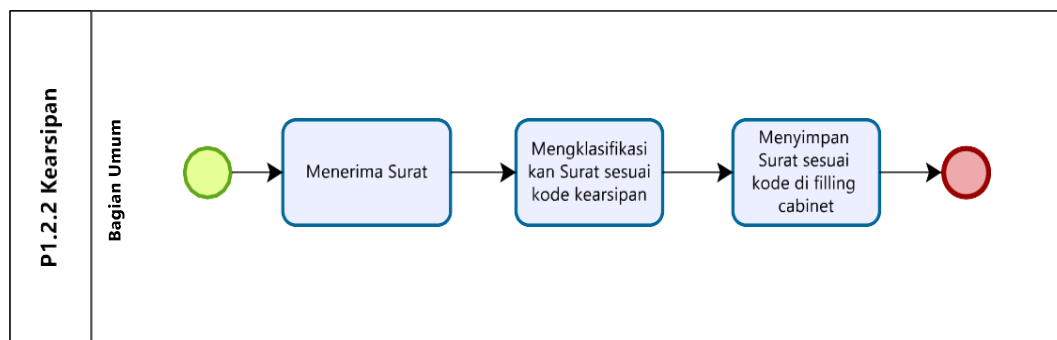 P1.2.2 Kearsipan
Bagian Umum
Menerima Surat
Mengklasifikasi
kan Surat sesuai
kode kearsipan
Menyimpan
Surat sesuai
kode di filling
cabinet